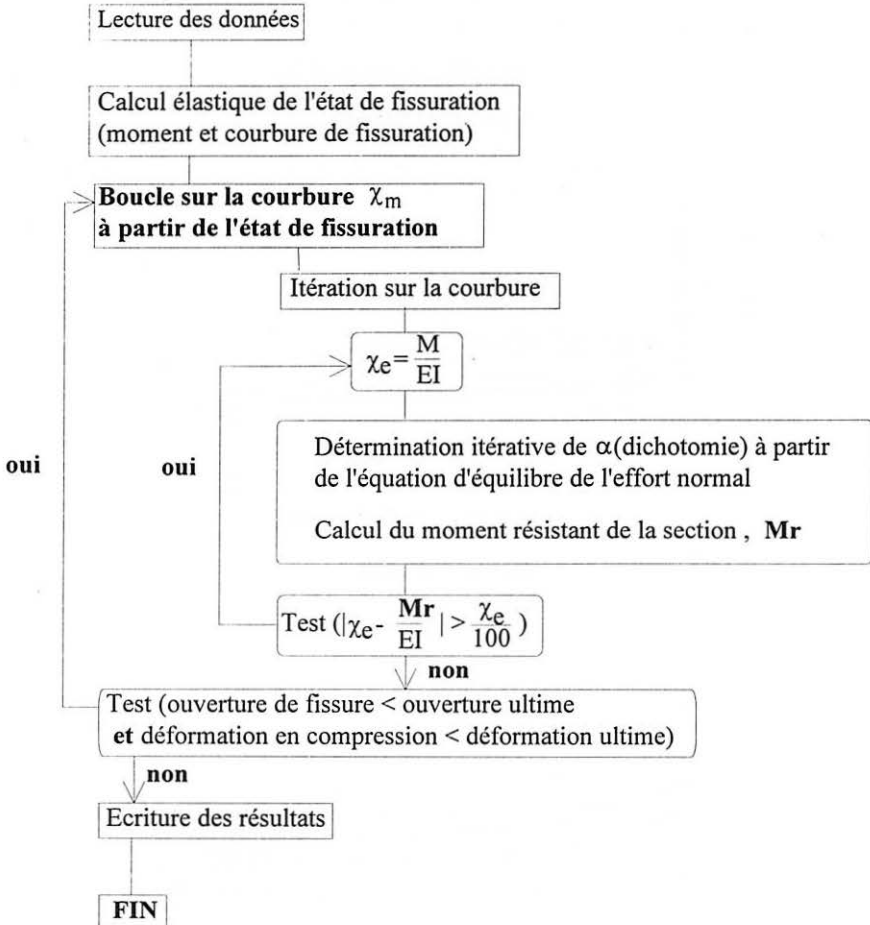 Lecture des données
Calcul élastique de l'état de fissuration
(moment et courbure de fissuration)
Boucle sur la courbure χm
à partir de l'état de fissuration
Itération sur la courbure
χe = M/EI
Détermination itérative de α(dichotomie) à partir
de l'équation d'équilibre de l'effort normal
Calcul du moment résistant de la section , Mr
oui
oui
Test (|χe - Mr/EI | > χe/100 )
non
Test (ouverture de fissure < ouverture ultime
et déformation en compression < déformation ultime)
non
Ecriture des résultats
FIN